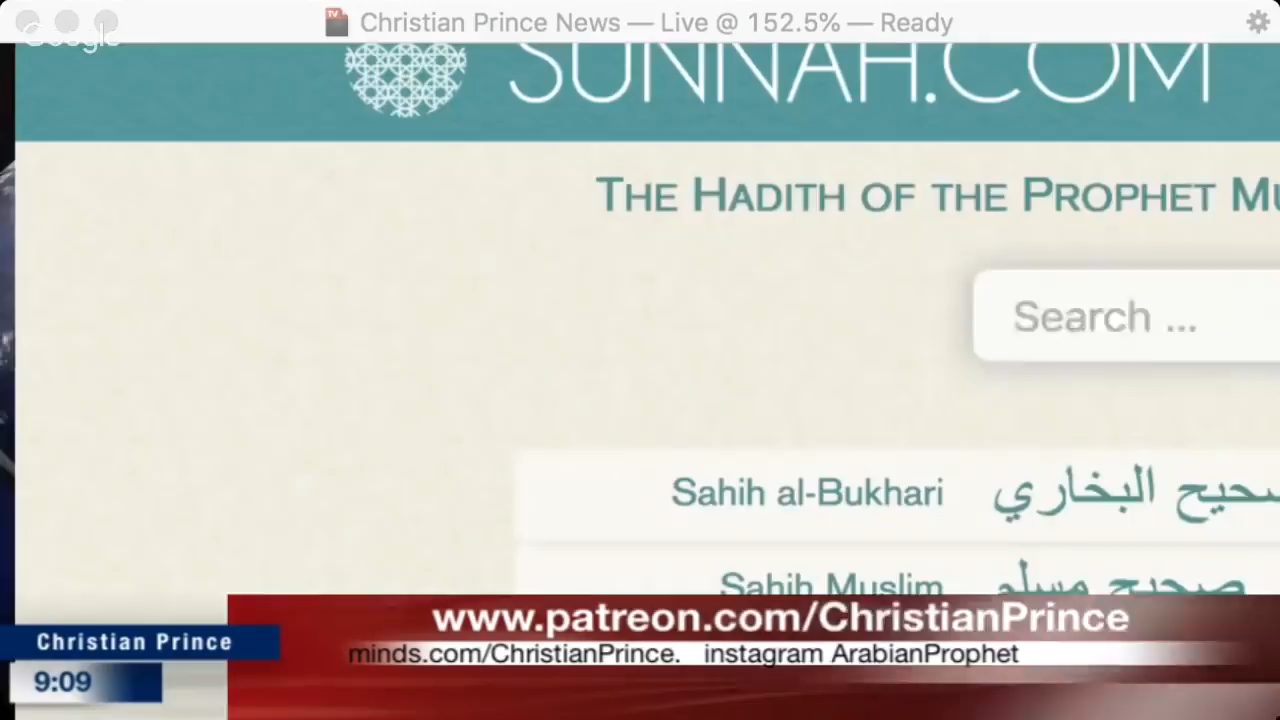 Christian Prince News — Live @ 152.5% — Ready
Google
SUNNAH.COM
THE HADITH OF THE PROPHET MU
Search ...
Sahih al-Bukhari صحيح البخاري
Sahih Muslim صحيح مسلم
www.patreon.com/ChristianPrince
minds.com/ChristianPrince. instagram ArabianProphet
Christian Prince
9:09